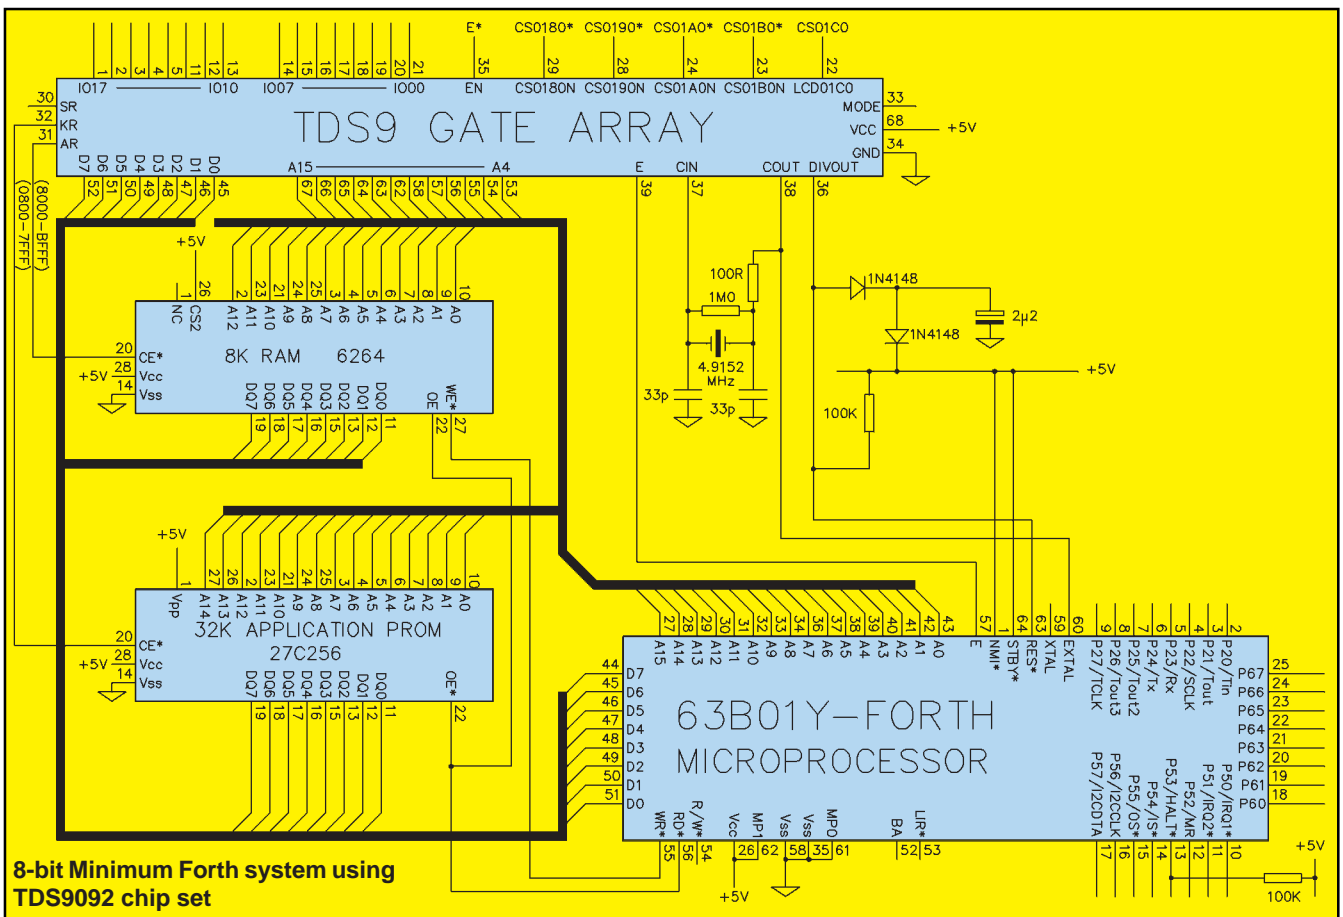 E* CS0180* CS0190* CS01A0* CS01B0* CS01C0
1 2 3 4 5 11 12 13 14 15 16 17 18 19 20 21 35 29 28 24 23 22
IO17 IO10 IO07 IO00 EN CS0180N CS0190N CS01A0N CS01B0N LCD01C0
30 SR
32 KR
31 AR
TDS9 GATE ARRAY
MODE 33
VCC 68 +5V
GND 34
D7 D6 D5 D4 D3 D2 D1 D0 A15 A4 E CIN COUT DIVOUT
52 51 50 49 48 47 46 45 67 66 65 64 63 62 58 57 56 55 54 53 39 37 38 36
(8000-BFFF)
(0800-7FFF)
+5V
1 26 2 23 21 24 25 3 4 5 6 7 8 9 10
NC CS2 A12 A11 A10 A9 A8 A7 A6 A5 A4 A3 A2 A1 A0
20 CE*
+5V 28 Vcc
14 Vss
8K RAM 6264
DQ7 DQ6 DQ5 DQ4 DQ3 DQ2 DQ1 DQ0 OE WE*
19 18 17 16 15 13 12 11 22 27
100R
1M0
4.9152
MHz
33p 33p
1N4148
2µ2
1N4148
+5V
100K
+5V
1 27 26 2 23 21 24 25 3 4 5 6 7 8 9 10
Vpp A14 A13 A12 A11 A10 A9 A8 A7 A6 A5 A4 A3 A2 A1 A0
20 CE*
+5V 28 Vcc
14 Vss
32K APPLICATION PROM
27C256
DQ7 DQ6 DQ5 DQ4 DQ3 DQ2 DQ1 DQ0 OE*
19 18 17 16 15 13 12 11 22
27 28 29 30 31 32 33 34 36 37 38 39 40 41 42 43 57 1 64 63 59 60 9 8 7 6 5 4 3 2
A15 A14 A13 A12 A11 A10 A9 A8 A7 A6 A5 A4 A3 A2 A1 A0 E NMI* STBY* RES* XTAL EXTAL P27/TCLK P26/Tout3 P25/Tout2 P24/Tx P23/Rx P22/SCLK P21/Tout P20/Tin
44 D7
45 D6
46 D5
47 D4
48 D3
49 D2
50 D1
51 D0
63B01Y-FORTH
MICROPROCESSOR
P67 25
P66 24
P65 23
P64 22
P63 21
P62 20
P61 19
P60 18
WR* RD* R/W* Vcc MP1 Vss Vss MP0 BA LIR* P57/I2CDTA P56/I2CCLK P55/OS* P54/IS* P53/HALT* P52/MR P51/IRQ2* P50/IRQ1*
55 56 54 26 62 58 35 61 52 53 17 16 15 14 13 12 11 10
+5V
+5V
100K
8-bit Minimum Forth system using
TDS9092 chip set